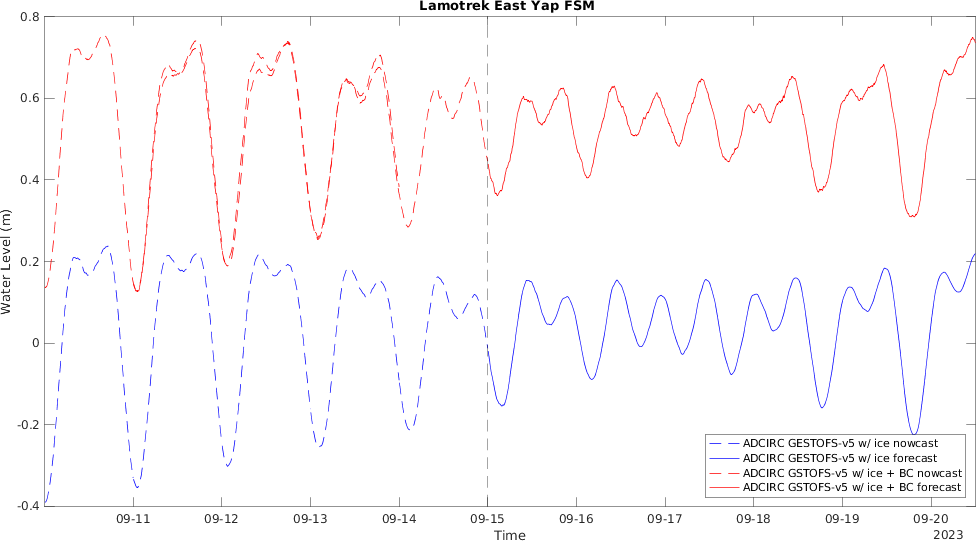 Lamotrek East Yap FSM
0.8
0.6
0.4
0.2
0
-0.2
-0.4
Water Level (m)
ADCIRC GESTOFS-v5 w/ ice nowcast
ADCIRC GESTOFS-v5 w/ ice forecast
ADCIRC GSTOFS-v5 w/ ice + BC nowcast
ADCIRC GSTOFS-v5 w/ ice + BC forecast
09-11 09-12 09-13 09-14 09-15 09-16 09-17 09-18 09-19 09-20
Time
2023